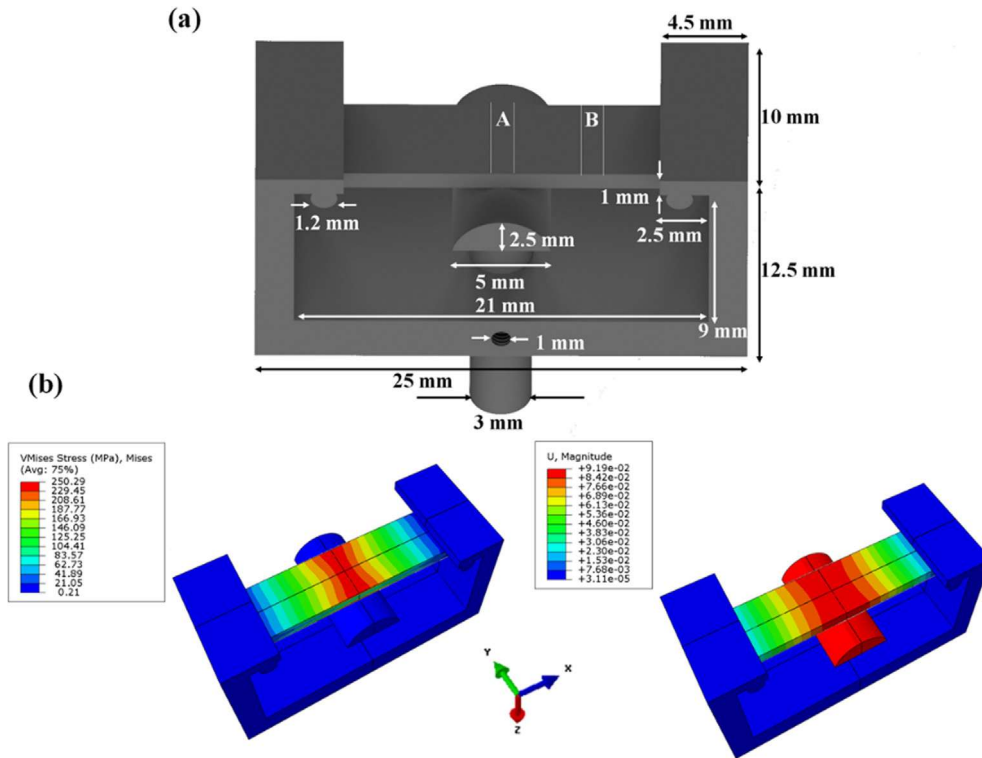 (a)
4.5 mm
A
B
10 mm
1 mm
1.2 mm
2.5 mm
2.5 mm
12.5 mm
5 mm
21 mm
9 mm
1 mm
25 mm
3 mm
(b)
VMises Stress (MPa), Mises
(Avg: 75%)
250.29
229.45
208.61
187.77
166.93
146.09
125.25
104.41
83.57
62.73
41.89
21.05
0.21
U, Magnitude
+9.19e-02
+8.42e-02
+7.66e-02
+6.89e-02
+6.13e-02
+5.36e-02
+4.60e-02
+3.83e-02
+3.06e-02
+2.30e-02
+1.53e-02
+7.68e-03
+3.11e-05
Y
X
Z